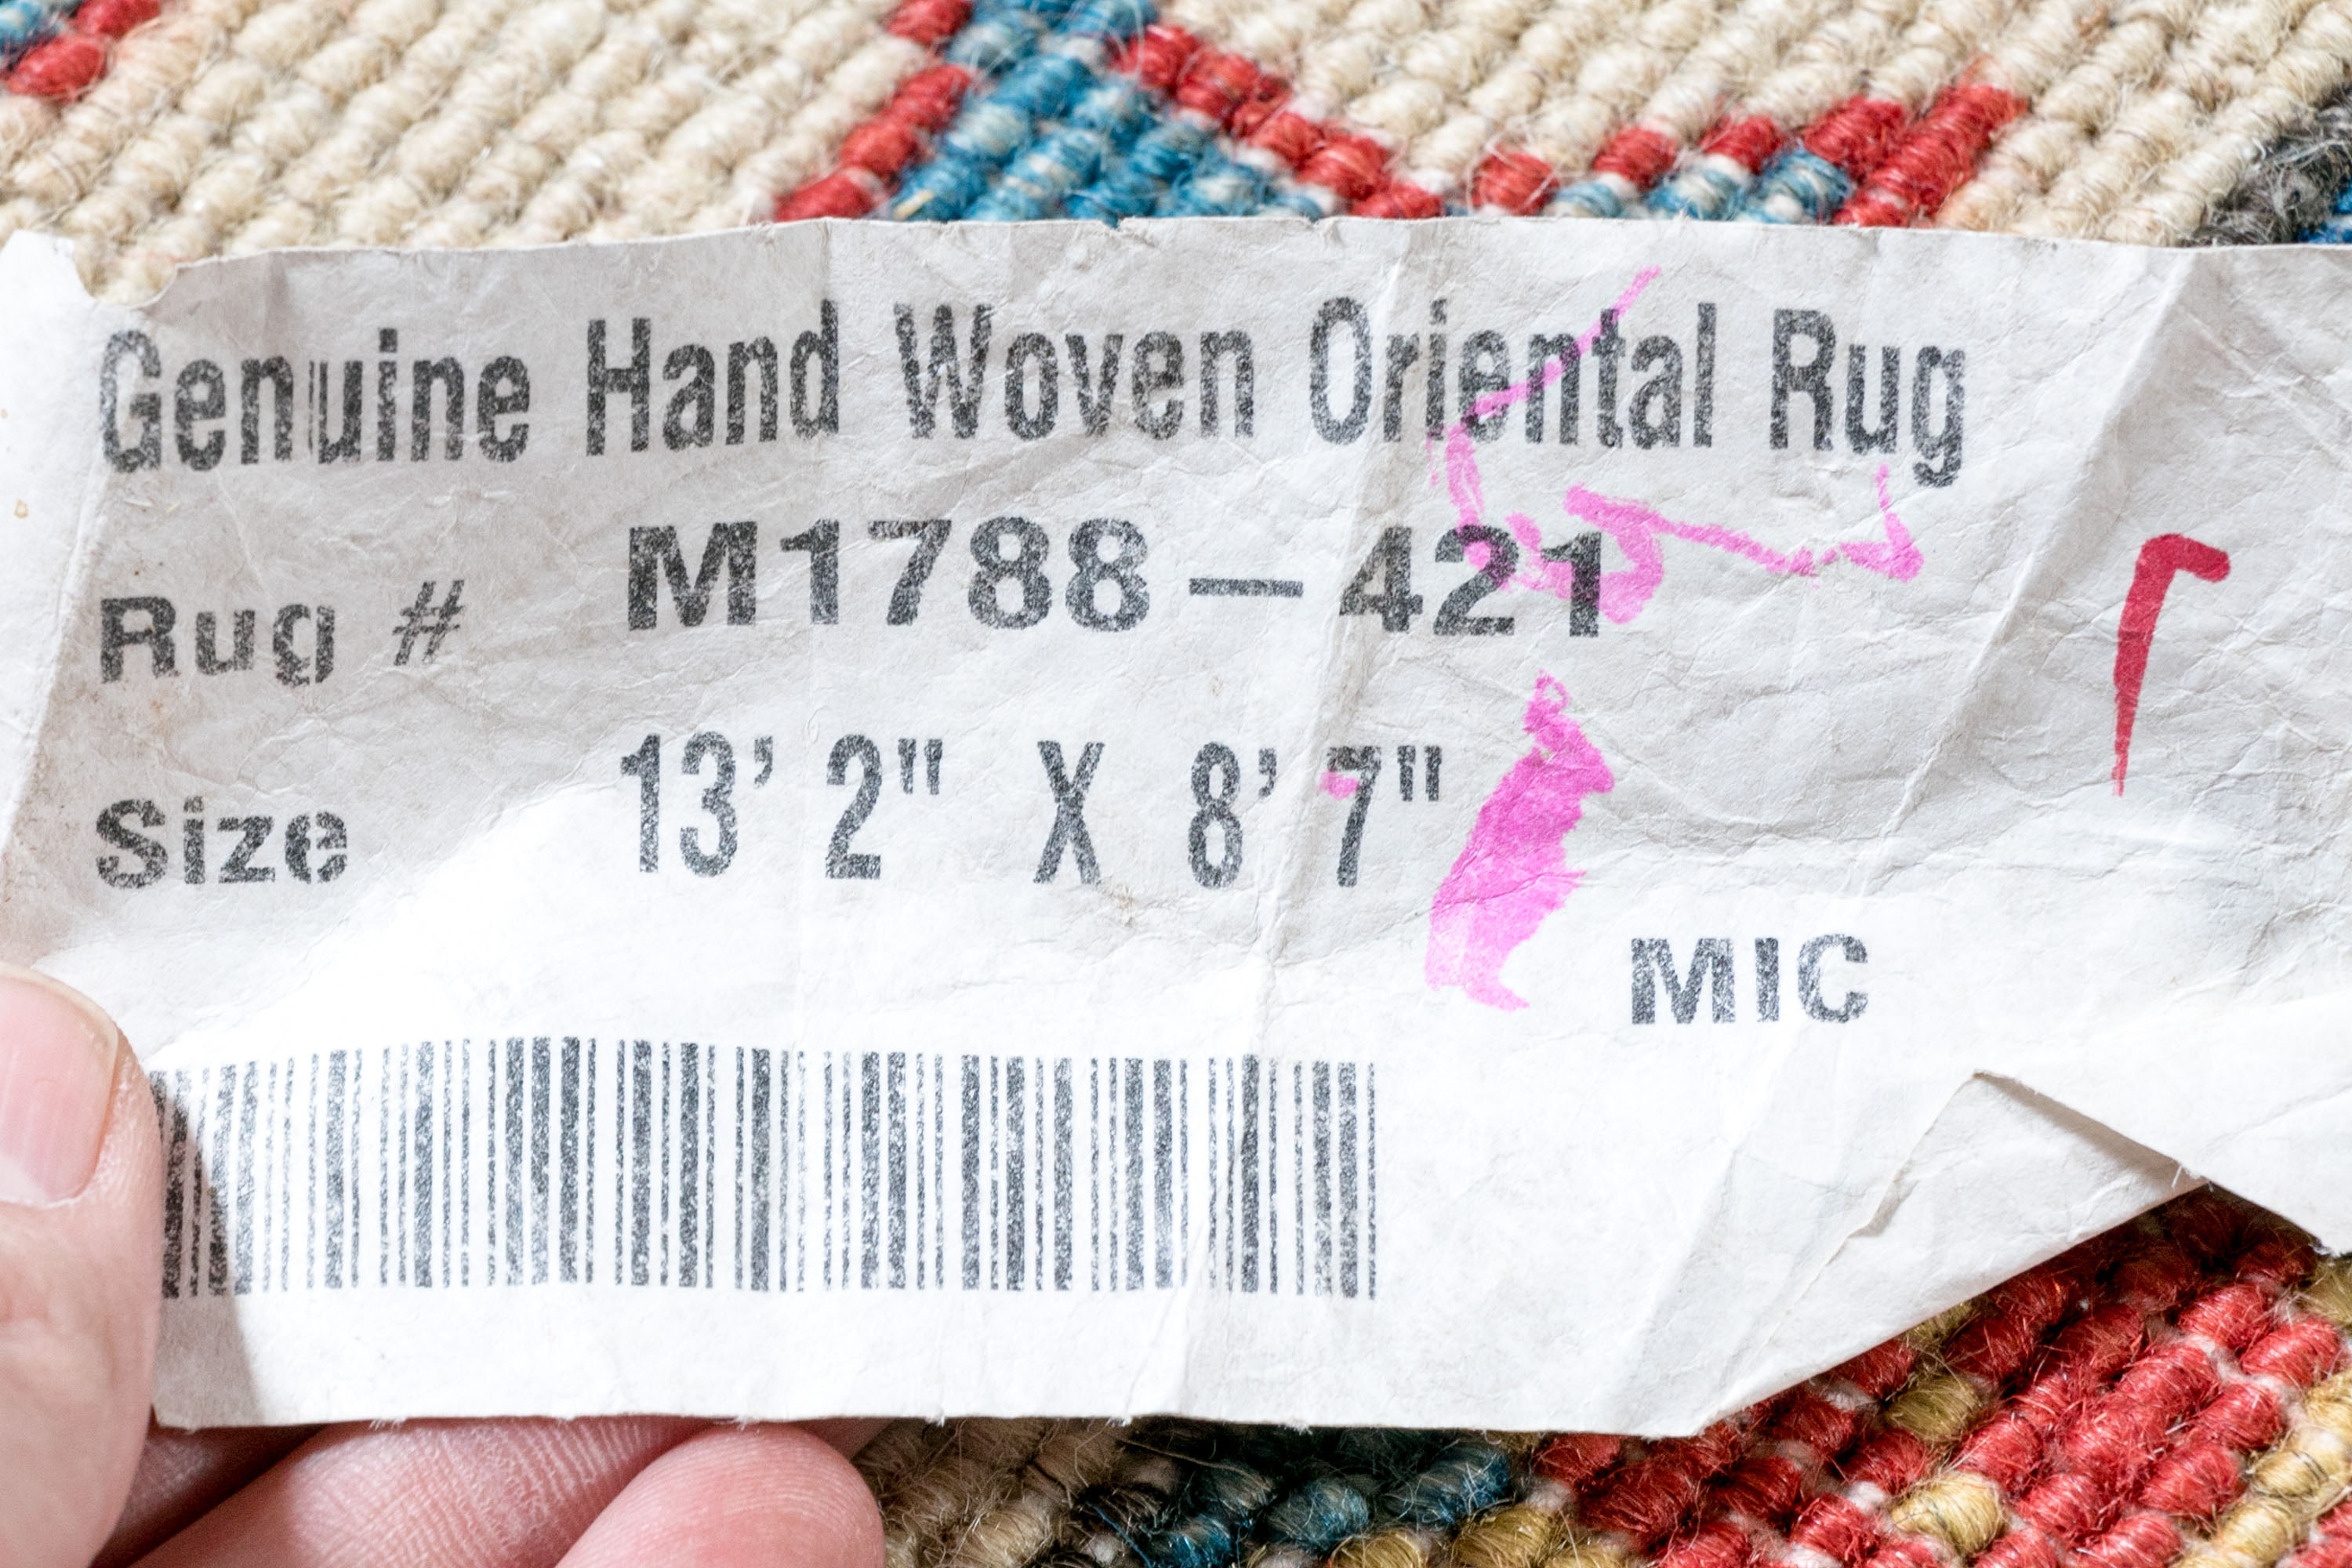 Genuine Hand Woven Oriental Rug
Rug # M1788-421
Size 13' 2" X 8' 7"
MIC